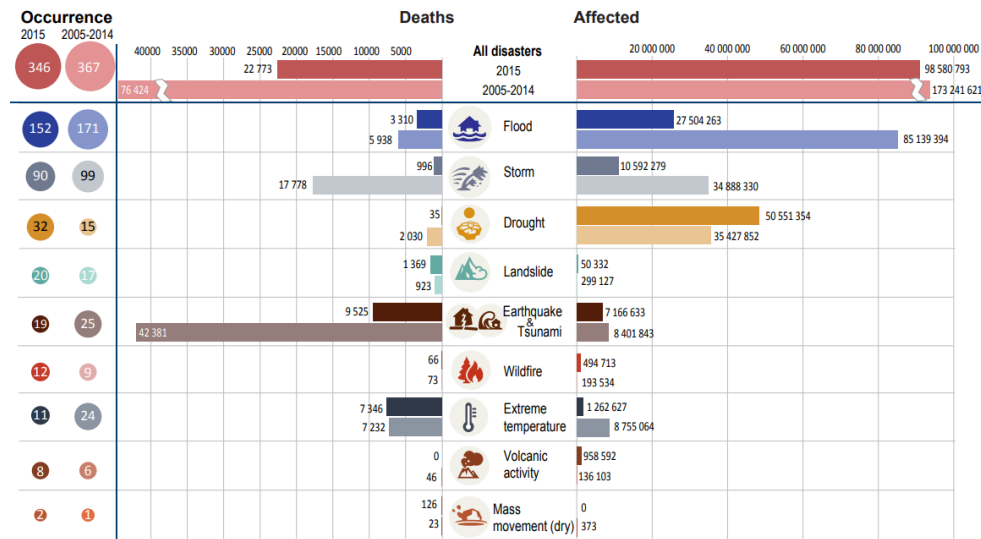 Occurrence Deaths Affected
2015 2005-2014
40000 35000 30000 25000 20000 15000 10000 5000 All disasters 20 000 000 40 000 000 60 000 000 80 000 000 100 000 000
346 367 22 773 2015 98 580 793
76 424 2005-2014 173 241 621
152 171 3 310 Flood 27 504 263
5 938 85 139 394
90 99 996 Storm 10 592 279
17 778 34 888 330
32 15 35 Drought 50 551 354
2 030 35 427 852
20 17 1 369 Landslide 50 332
923 299 127
19 25 9 525 Earthquake 7 166 633
&
42 381 Tsunami 8 401 843
12 9 66 Wildfire 494 713
73 193 534
11 24 7 346 Extreme 1 262 627
7 232 temperature 8 755 064
8 6 0 Volcanic 958 592
46 activity 136 103
2 1 126 Mass 0
23 movement (dry) 373